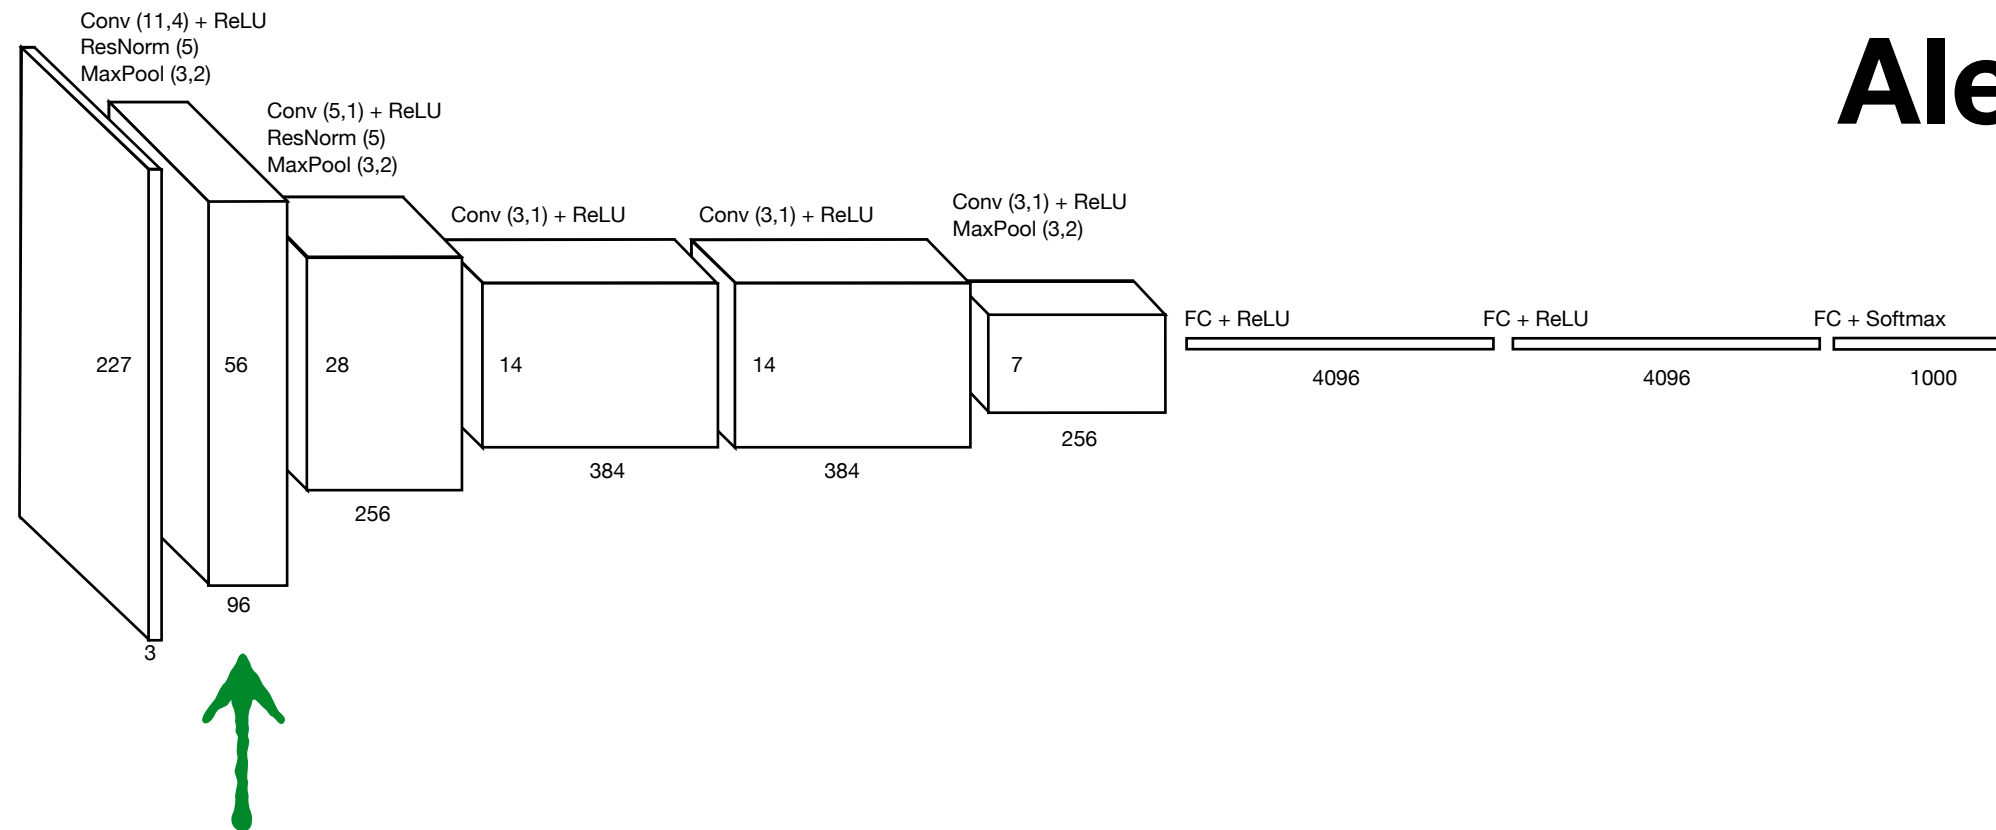 Conv (11,4) + ReLU
ResNorm (5)
MaxPool (3,2)
Ale
Conv (5,1) + ReLU
ResNorm (5)
MaxPool (3,2)
Conv (3,1) + ReLU
Conv (3,1) + ReLU
Conv (3,1) + ReLU
MaxPool (3,2)
FC + ReLU
FC + ReLU
FC + Softmax
227
56
28
14
14
7
4096
4096
1000
256
384
384
256
96
3